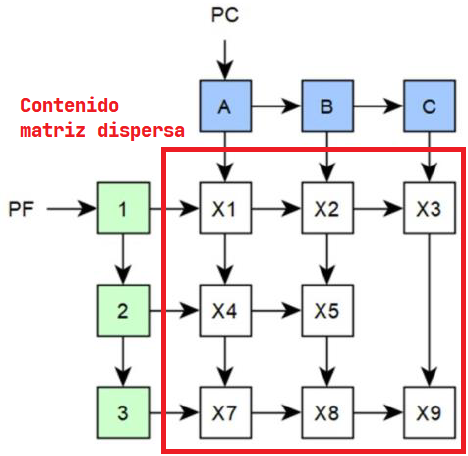 PC
Contenido
matriz dispersa
A B C
PF 1 X1 X2 X3
2 X4 X5
3 X7 X8 X9